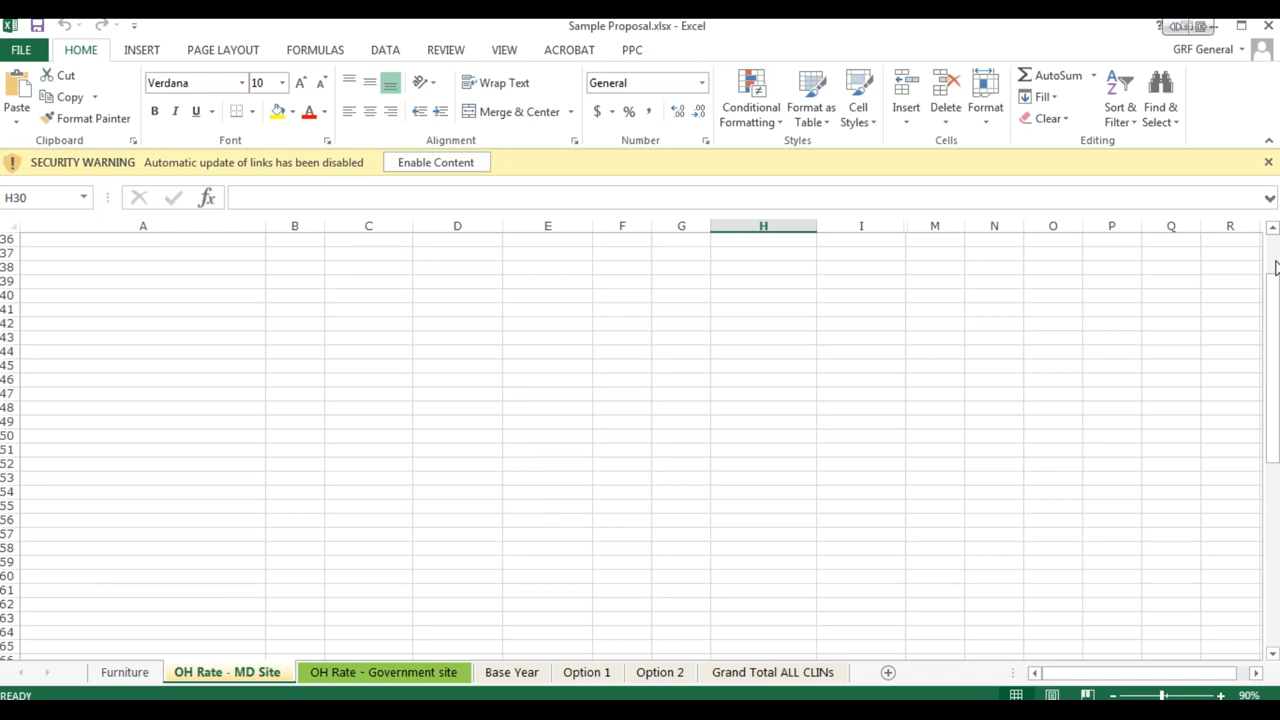 Sample Proposal.xlsx - Excel
?
FILE HOME INSERT PAGE LAYOUT FORMULAS DATA REVIEW VIEW ACROBAT PPC GRF General
Paste
Cut
Copy
Format Painter
Clipboard
Verdana 10
B I U
Font
Wrap Text
Merge & Center
Alignment
General
$ % ,
Number
Conditional Formatting
Format as Table
Cell Styles
Styles
Insert
Delete
Format
Cells
AutoSum
Fill
Clear
Sort & Filter
Find & Select
Editing
SECURITY WARNING Automatic update of links has been disabled Enable Content
H30 fx
A B C D E F G H I M N O P Q R
36
37
38
39
40
41
42
43
44
45
46
47
48
49
50
51
52
53
54
55
56
57
58
59
60
61
62
63
64
65
Furniture OH Rate - MD Site OH Rate - Government site Base Year Option 1 Option 2 Grand Total ALL CLINs
READY 90%